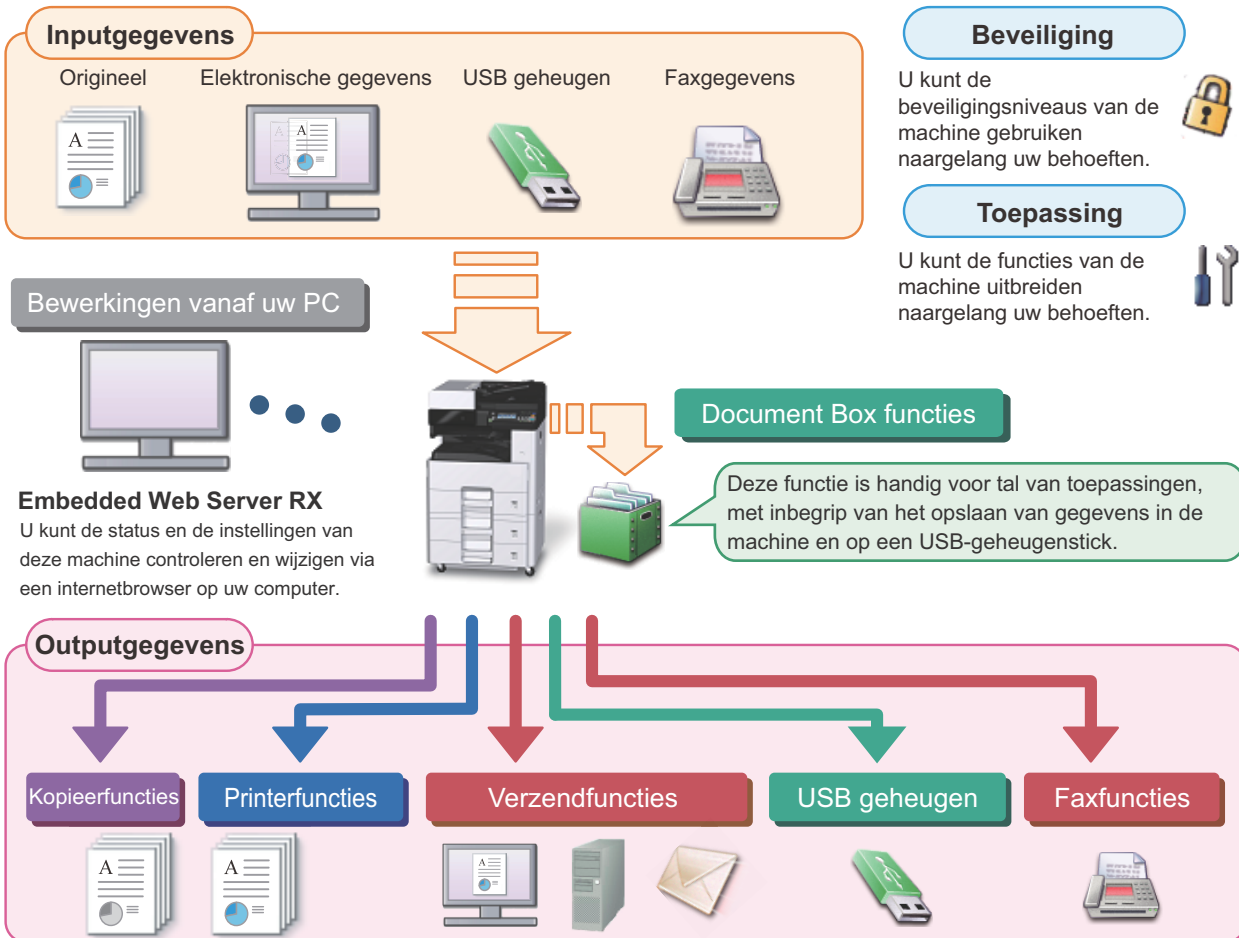 Inputgegevens
Origineel
Elektronische gegevens
USB geheugen
Faxgegevens
Beveiliging
U kunt de
beveiligingsniveaus van de
machine gebruiken
naargelang uw behoeften.
Toepassing
U kunt de functies van de
machine uitbreiden
naargelang uw behoeften.
Bewerkingen vanaf uw PC
Embedded Web Server RX
U kunt de status en de instellingen van
deze machine controleren en wijzigen via
een internetbrowser op uw computer.
Document Box functies
Deze functie is handig voor tal van toepassingen,
met inbegrip van het opslaan van gegevens in de
machine en op een USB-geheugenstick.
Outputgegevens
Kopieerfuncties
Printerfuncties
Verzendfuncties
USB geheugen
Faxfuncties